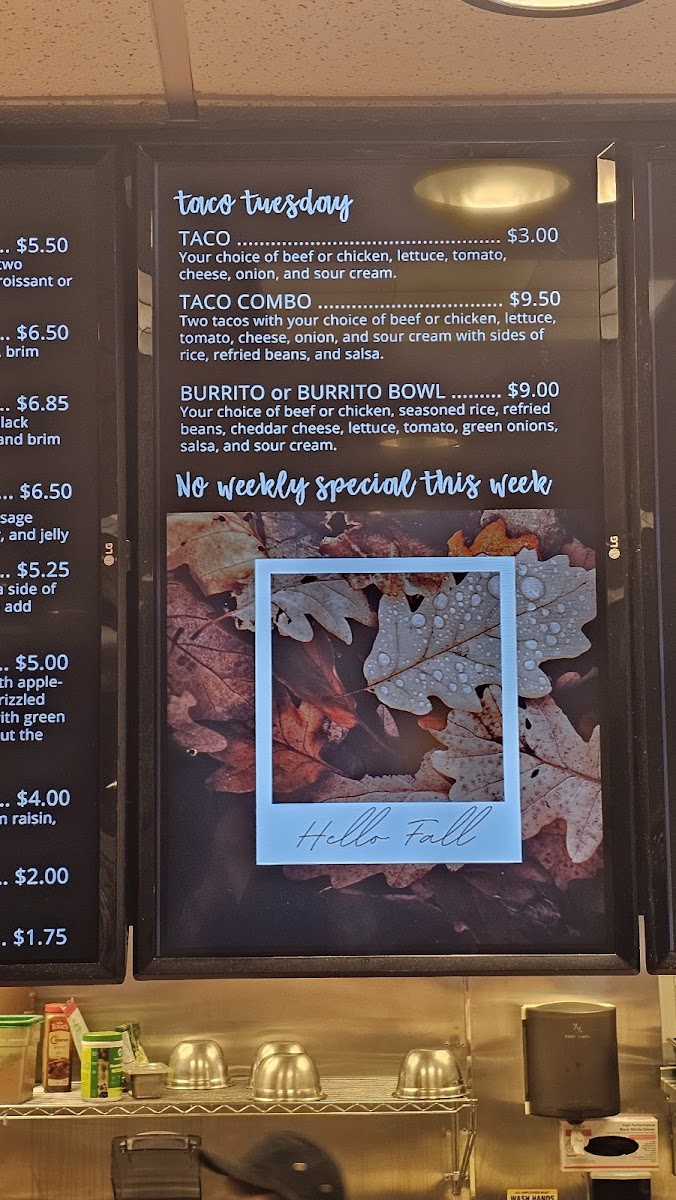 .. $5.50
two
roissant or
.. $6.50
brim
.. $6.85
lack
and brim
... $6.50
sage
, and jelly
.. $5.25
a side of
add
.. $5.00
th apple-
rizzled
ith green
ut the
.. $4.00
n raisin,
. $2.00
. $1.75
LG
taco tuesday
TACO ............................................ $3.00
Your choice of beef or chicken, lettuce, tomato,
cheese, onion, and sour cream.
TACO COMBO ............................... $9.50
Two tacos with your choice of beef or chicken, lettuce,
tomato, cheese, onion, and sour cream with sides of
rice, refried beans, and salsa.
BURRITO or BURRITO BOWL ......... $9.00
Your choice of beef or chicken, seasoned rice, refried
beans, cheddar cheese, lettuce, tomato, green onions,
salsa, and sour cream.
No weekly special this week
Hello Fall
LG
WASH HANDS